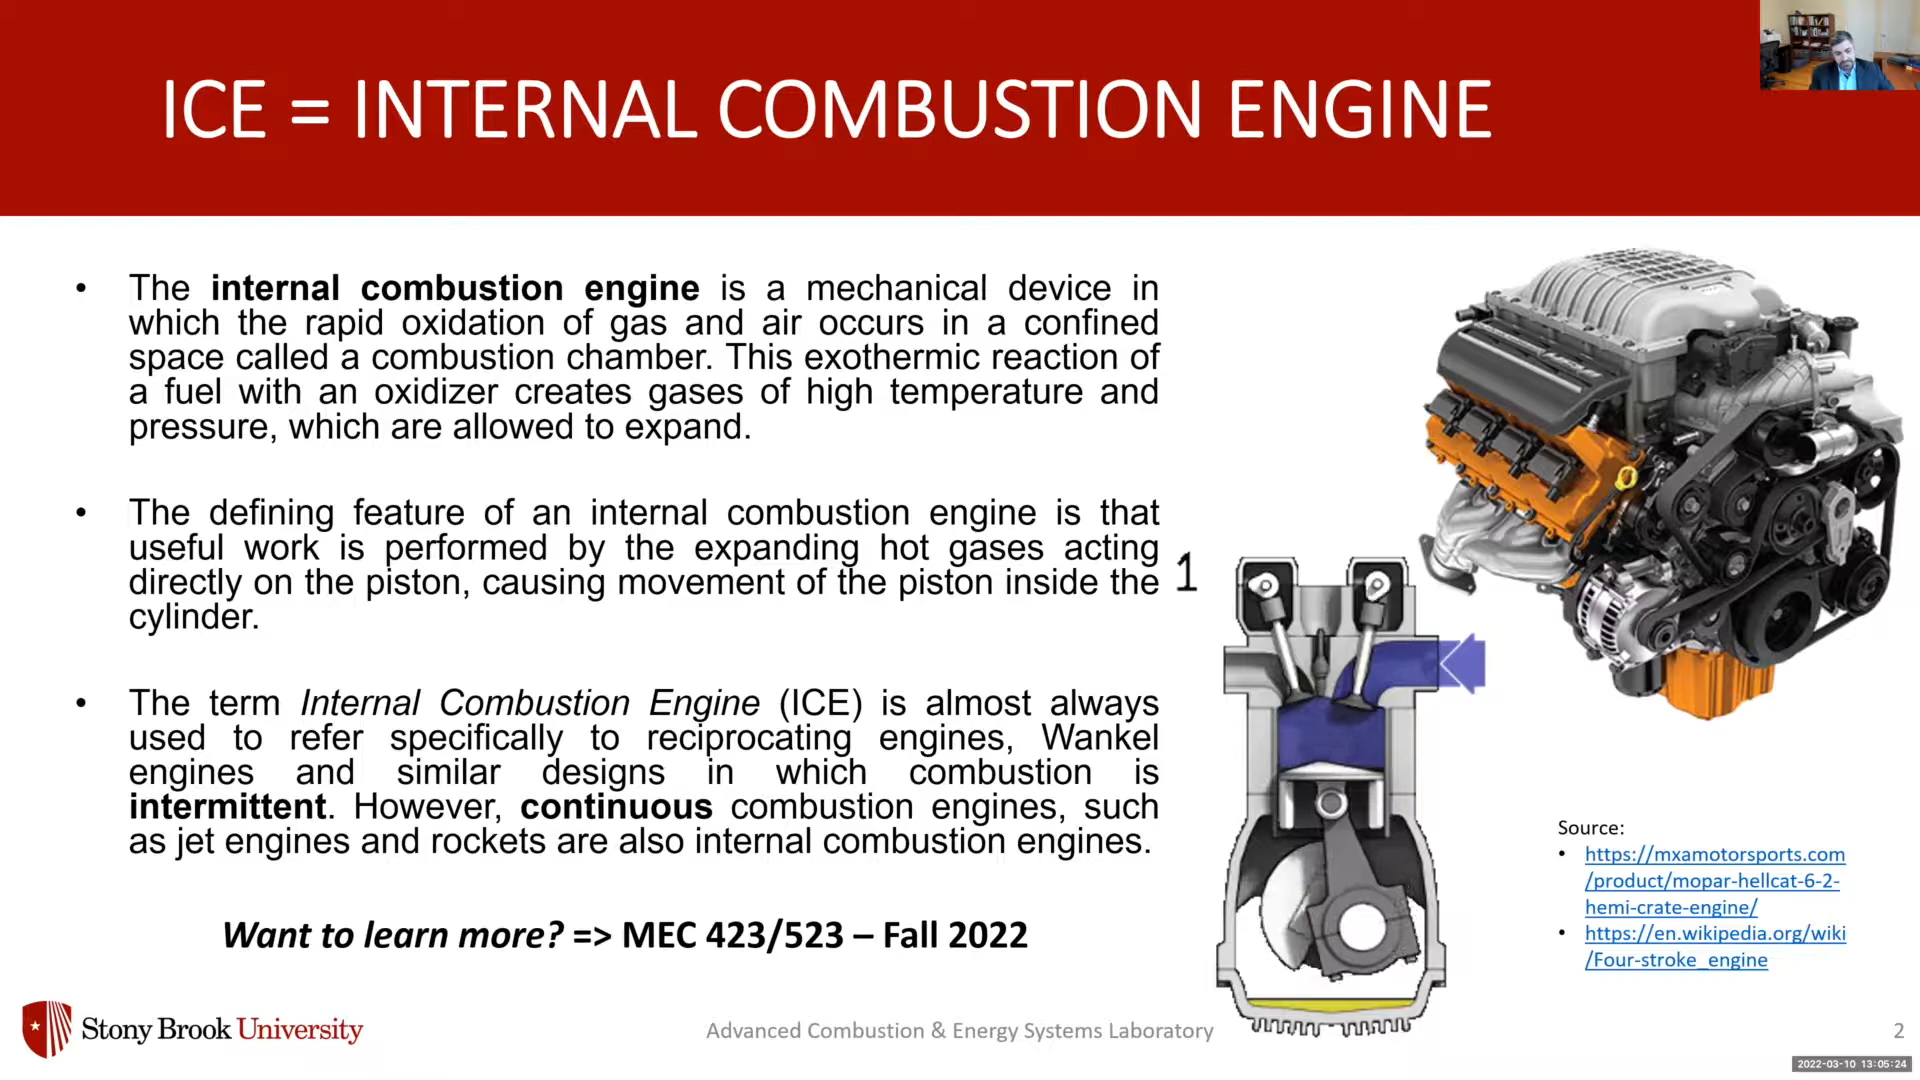 ICE = INTERNAL COMBUSTION ENGINE
• The internal combustion engine is a mechanical device in
which the rapid oxidation of gas and air occurs in a confined
space called a combustion chamber. This exothermic reaction of
a fuel with an oxidizer creates gases of high temperature and
pressure, which are allowed to expand.
• The defining feature of an internal combustion engine is that
useful work is performed by the expanding hot gases acting
directly on the piston, causing movement of the piston inside the
cylinder.
• The term Internal Combustion Engine (ICE) is almost always
used to refer specifically to reciprocating engines, Wankel
engines and similar designs in which combustion is
intermittent. However, continuous combustion engines, such
as jet engines and rockets are also internal combustion engines.
Want to learn more? => MEC 423/523 – Fall 2022
1
Source:
• https://mxamotorsports.com
/product/mopar-hellcat-6-2-
hemi-crate-engine/
• https://en.wikipedia.org/wiki
/Four-stroke_engine
Stony Brook University
Advanced Combustion & Energy Systems Laboratory
2
2022-03-10 13:05:24